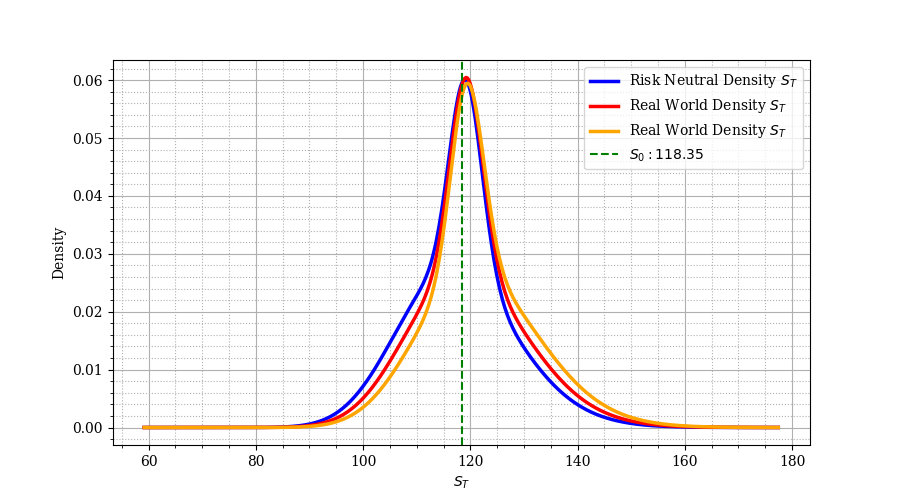 Density
0.06
0.05
0.04
0.03
0.02
0.01
0.00
Risk Neutral Density S_T
Real World Density S_T
Real World Density S_T
S_0 : 118.35
60 80 100 120 140 160 180
S_T